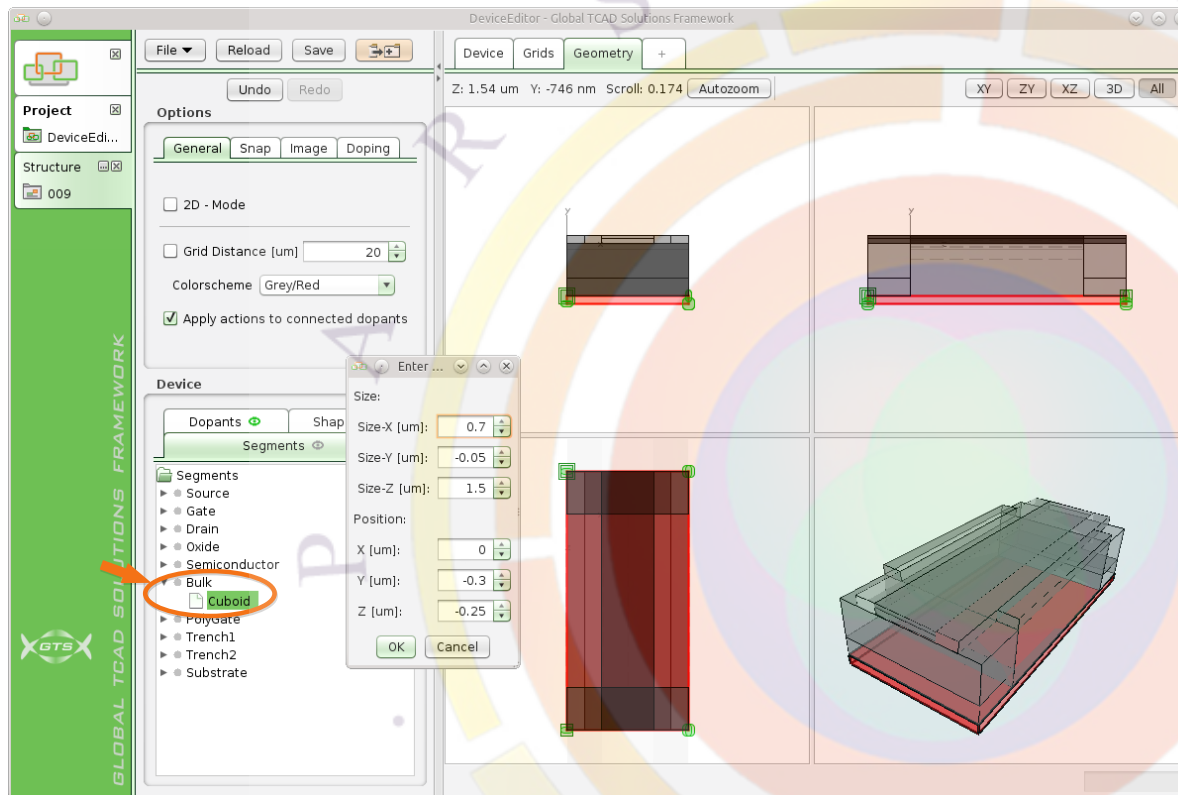 DeviceEditor - Global TCAD Solutions Framework
File
Reload
Save
Undo
Redo
Project
DeviceEdi...
Structure
009
Options
General
Snap
Image
Doping
2D - Mode
Grid Distance [um]
20
Colorscheme
Grey/Red
Apply actions to connected dopants
Device
Dopants
Shap
Segments
Segments
Source
Gate
Drain
Oxide
Semiconductor
Bulk
Cuboid
PolyGate
Trench1
Trench2
Substrate
GTS
GLOBAL TCAD SOLUTIONS FRAMEWORK
Enter ...
Size:
Size-X [um]: 0.7
Size-Y [um]: -0.05
Size-Z [um]: 1.5
Position:
X [um]: 0
Y [um]: -0.3
Z [um]: -0.25
OK
Cancel
Device
Grids
Geometry
+
Z: 1.54 um Y: -746 nm Scroll: 0.174 Autozoom
XY
ZY
XZ
3D
All
Y
Y
P A R S